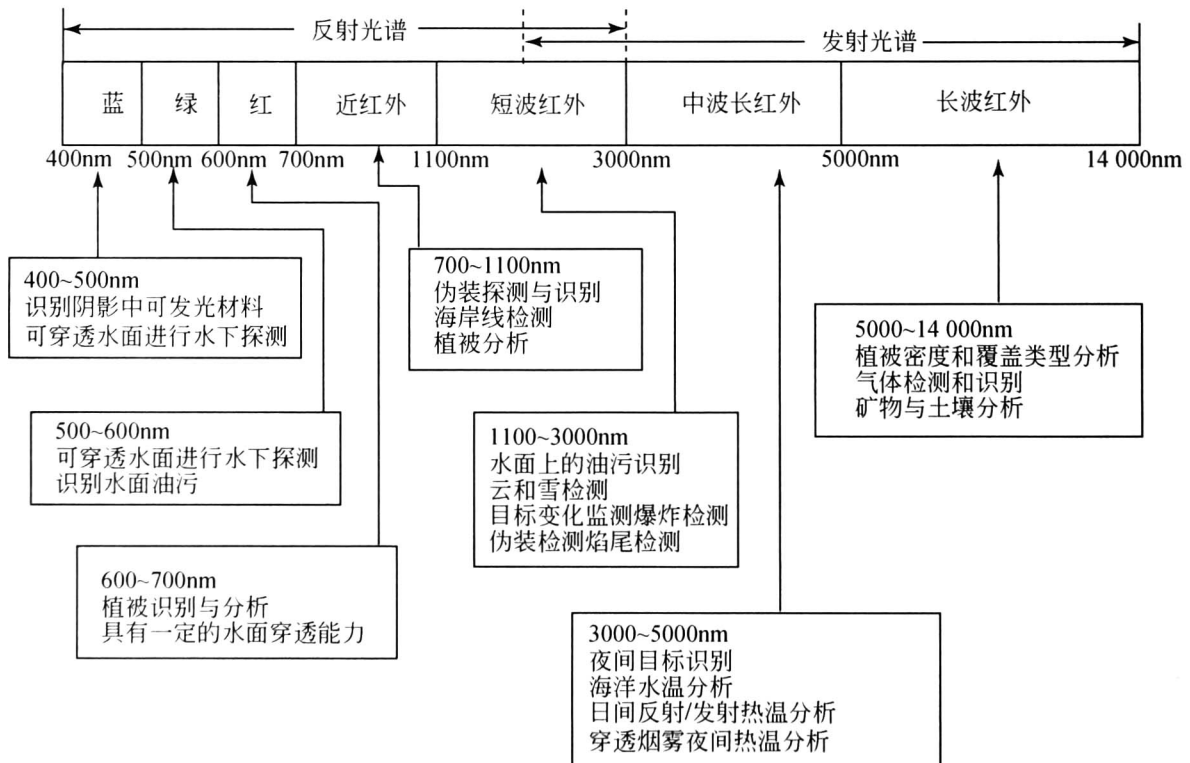 反射光谱
发射光谱
蓝
绿
红
近红外
短波红外
中波长红外
长波红外
400nm
500nm
600nm
700nm
1100nm
3000nm
5000nm
14 000nm
400~500nm
识别阴影中可发光材料
可穿透水面进行水下探测
500~600nm
可穿透水面进行水下探测
识别水面油污
600~700nm
植被识别与分析
具有一定的水面穿透能力
700~1100nm
伪装探测与识别
海岸线检测
植被分析
1100~3000nm
水面上的油污识别
云和雪检测
目标变化监测爆炸检测
伪装检测焰尾检测
3000~5000nm
夜间目标识别
海洋水温分析
日间反射/发射热温分析
穿透烟雾夜间热温分析
5000~14 000nm
植被密度和覆盖类型分析
气体检测和识别
矿物与土壤分析